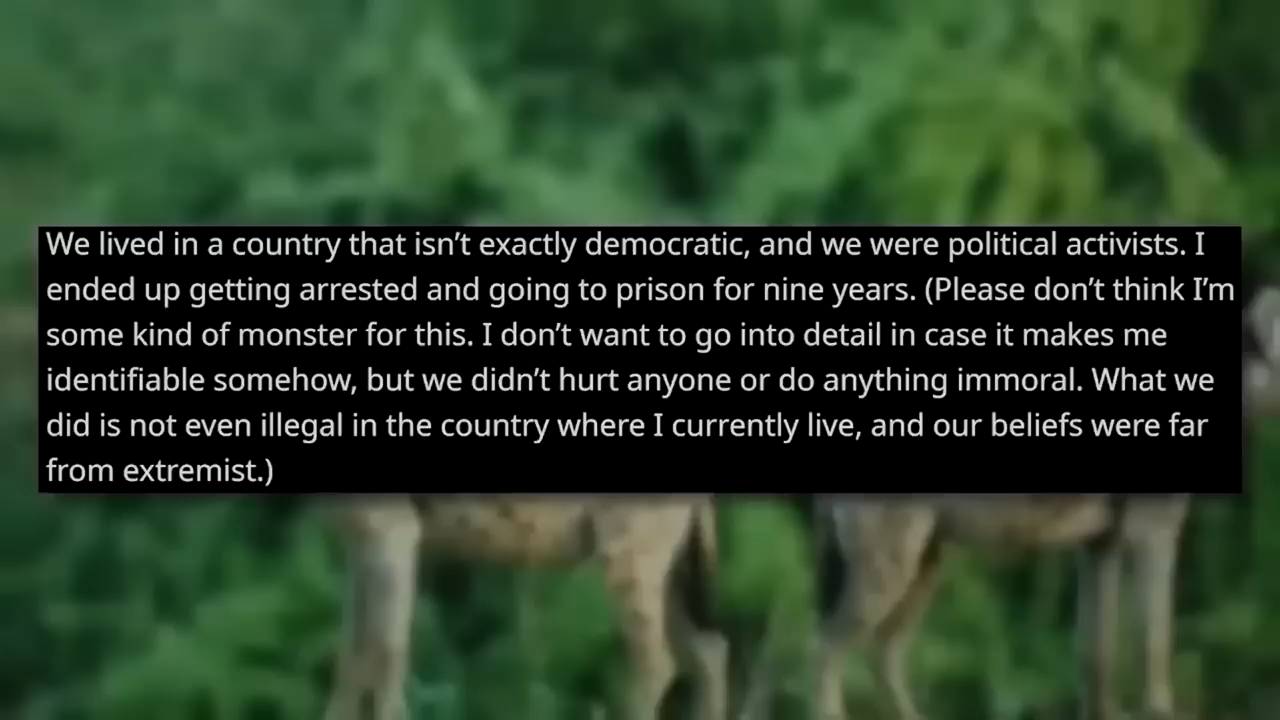 We lived in a country that isn’t exactly democratic, and we were political activists. I
ended up getting arrested and going to prison for nine years. (Please don’t think I’m
some kind of monster for this. I don’t want to go into detail in case it makes me
identifiable somehow, but we didn’t hurt anyone or do anything immoral. What we
did is not even illegal in the country where I currently live, and our beliefs were far
from extremist.)